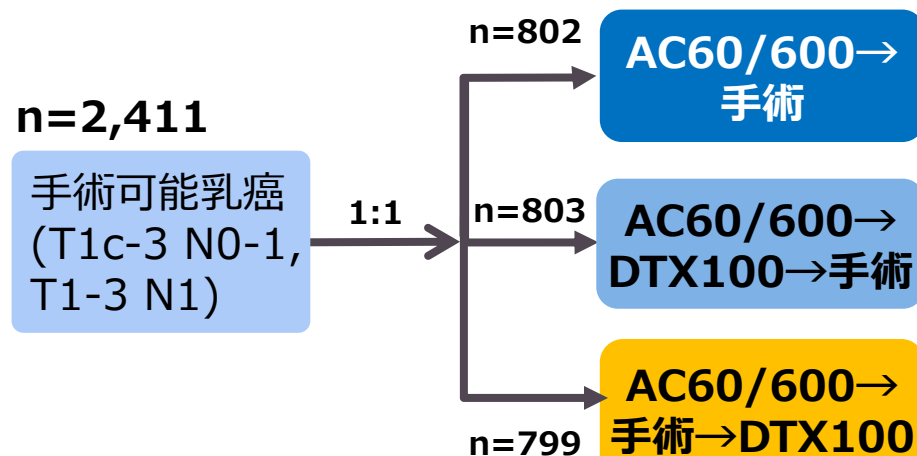 n=2,411
手術可能乳癌
(T1c-3 N0-1,
T1-3 N1)
1:1
n=802
AC60/600→
手術
n=803
AC60/600→
DTX100→手術
n=799
AC60/600→
手術→DTX100